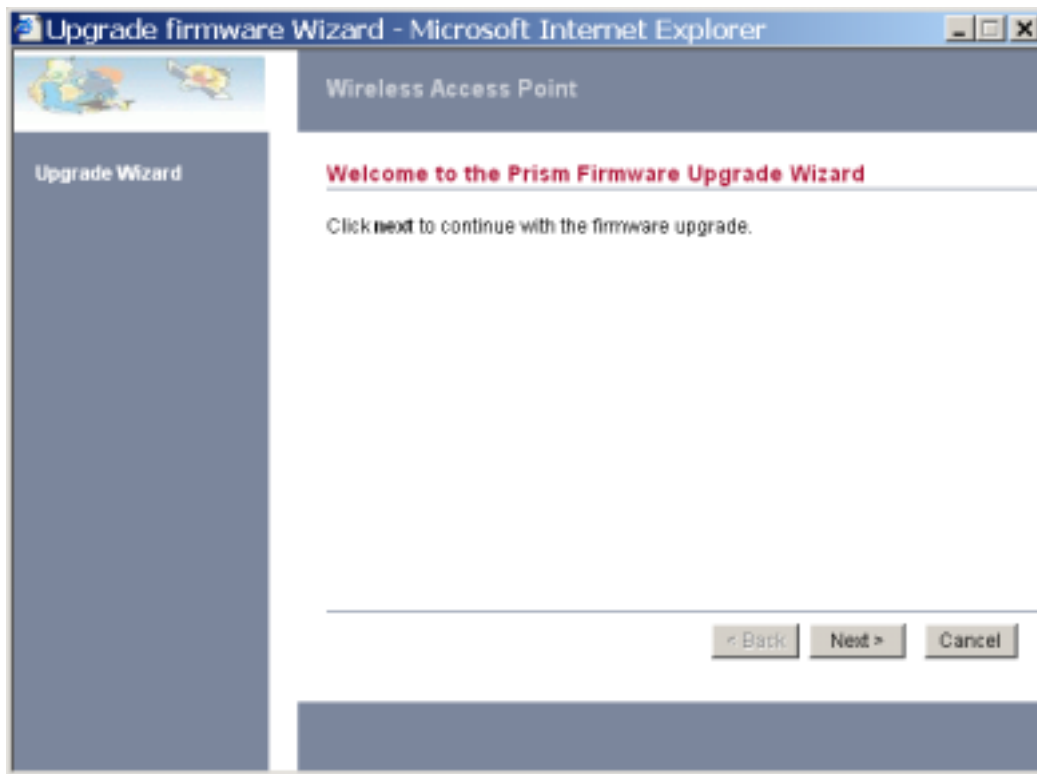 Upgrade firmware Wizard - Microsoft Internet Explorer
Wireless Access Point
Upgrade Wizard
Welcome to the Prism Firmware Upgrade Wizard
Click next to continue with the firmware upgrade.
< Back Next > Cancel